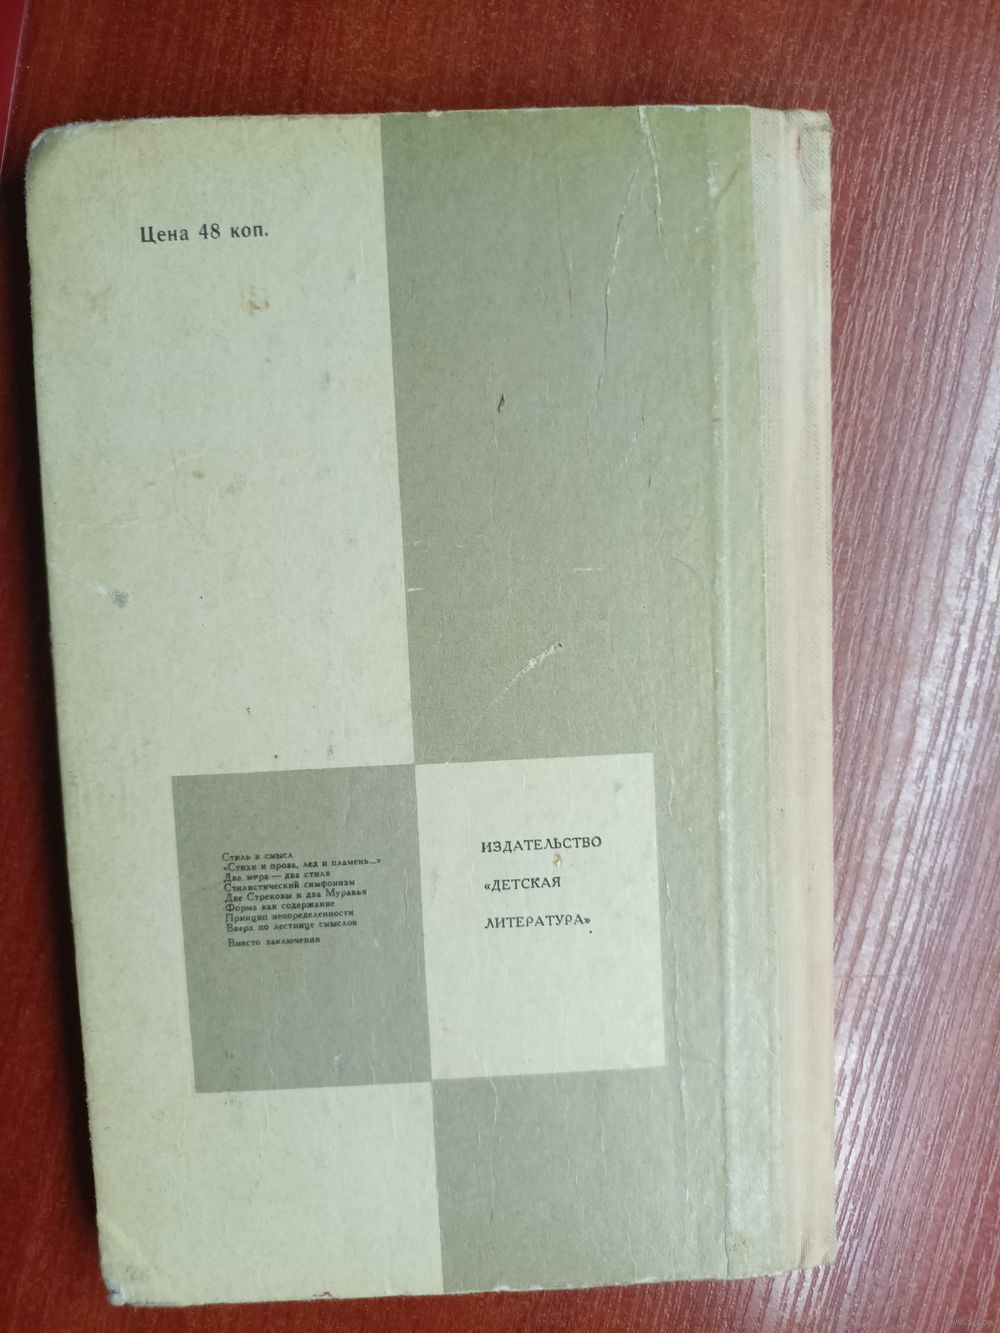 Цена 48 коп.
Стиль и смысл
«Стихи и проза, лед и пламень...»
Два мира — два стиля
Стилистический симфонизм
Две Стрекозы и два Муравья
Форма как содержание
Принцип неопределенности
Вверх по лестнице смыслов
Вместо заключения
ИЗДАТЕЛЬСТВО
«ДЕТСКАЯ
ЛИТЕРАТУРА»